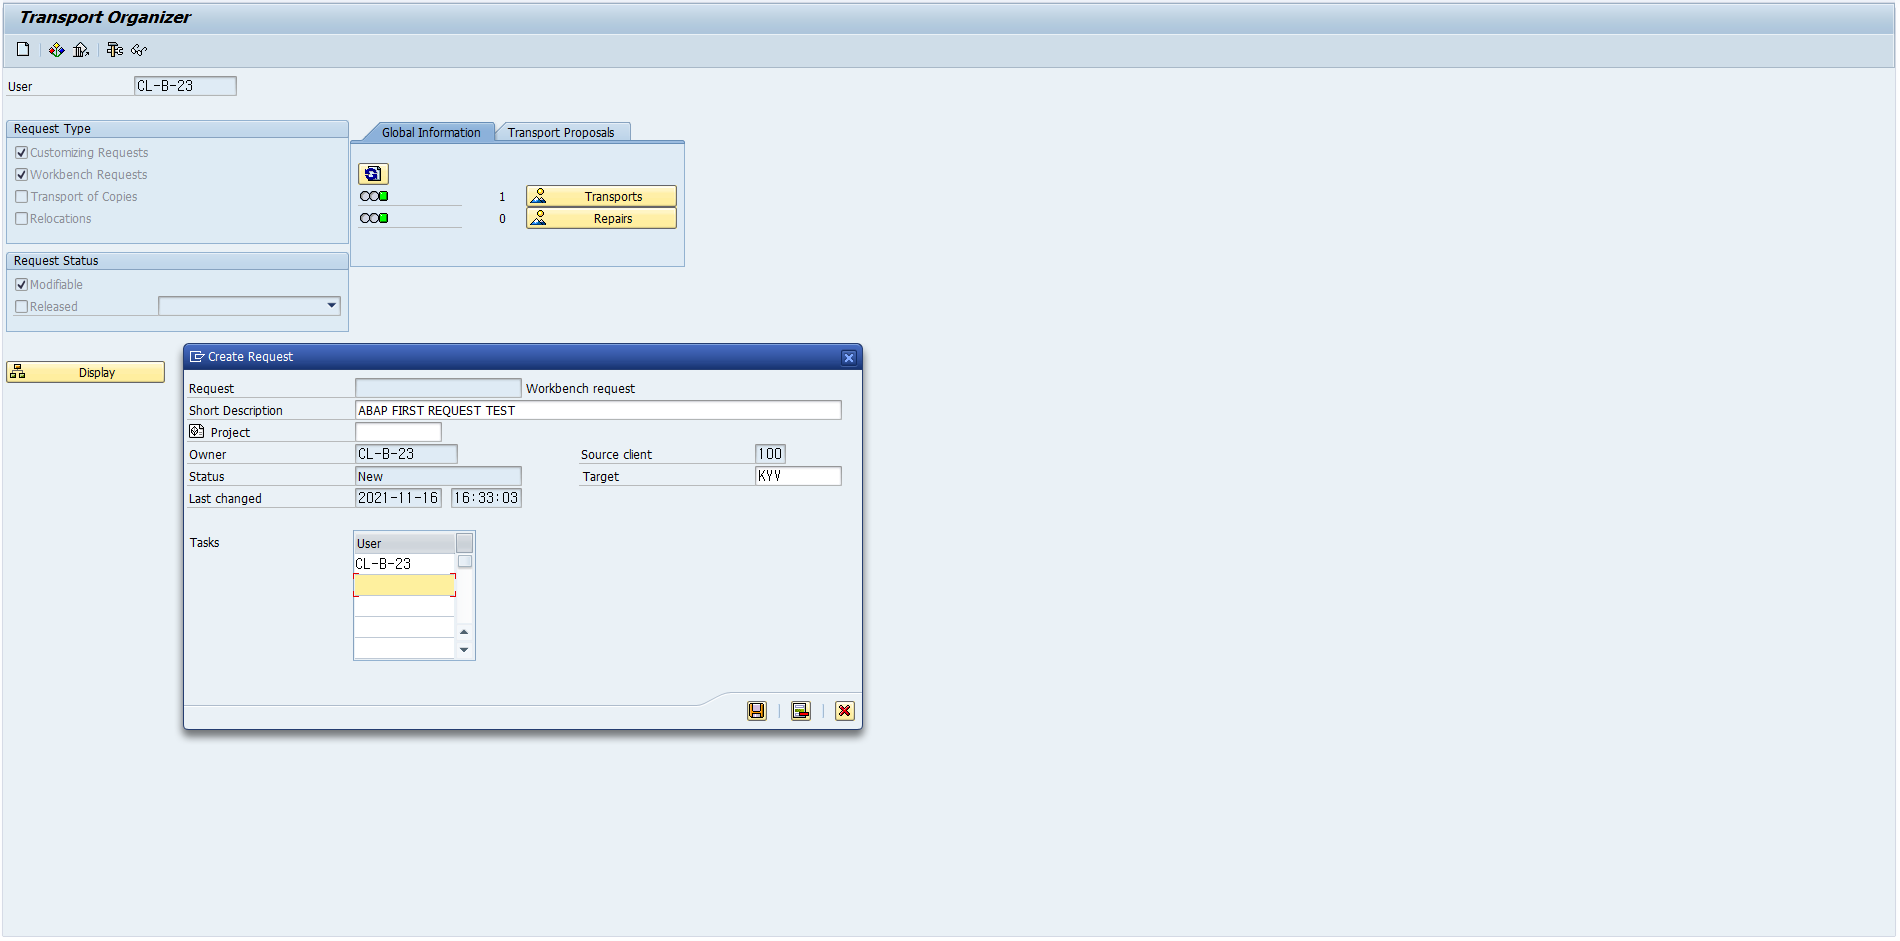 Transport Organizer
User CL-B-23
Request Type
Customizing Requests
Workbench Requests
Transport of Copies
Relocations
Global Information Transport Proposals
1 Transports
0 Repairs
Request Status
Modifiable
Released
Display
Create Request
Request Workbench request
Short Description ABAP FIRST REQUEST TEST
Project
Owner CL-B-23 Source client 100
Status New Target KYV
Last changed 2021-11-16 16:33:03
Tasks User
CL-B-23